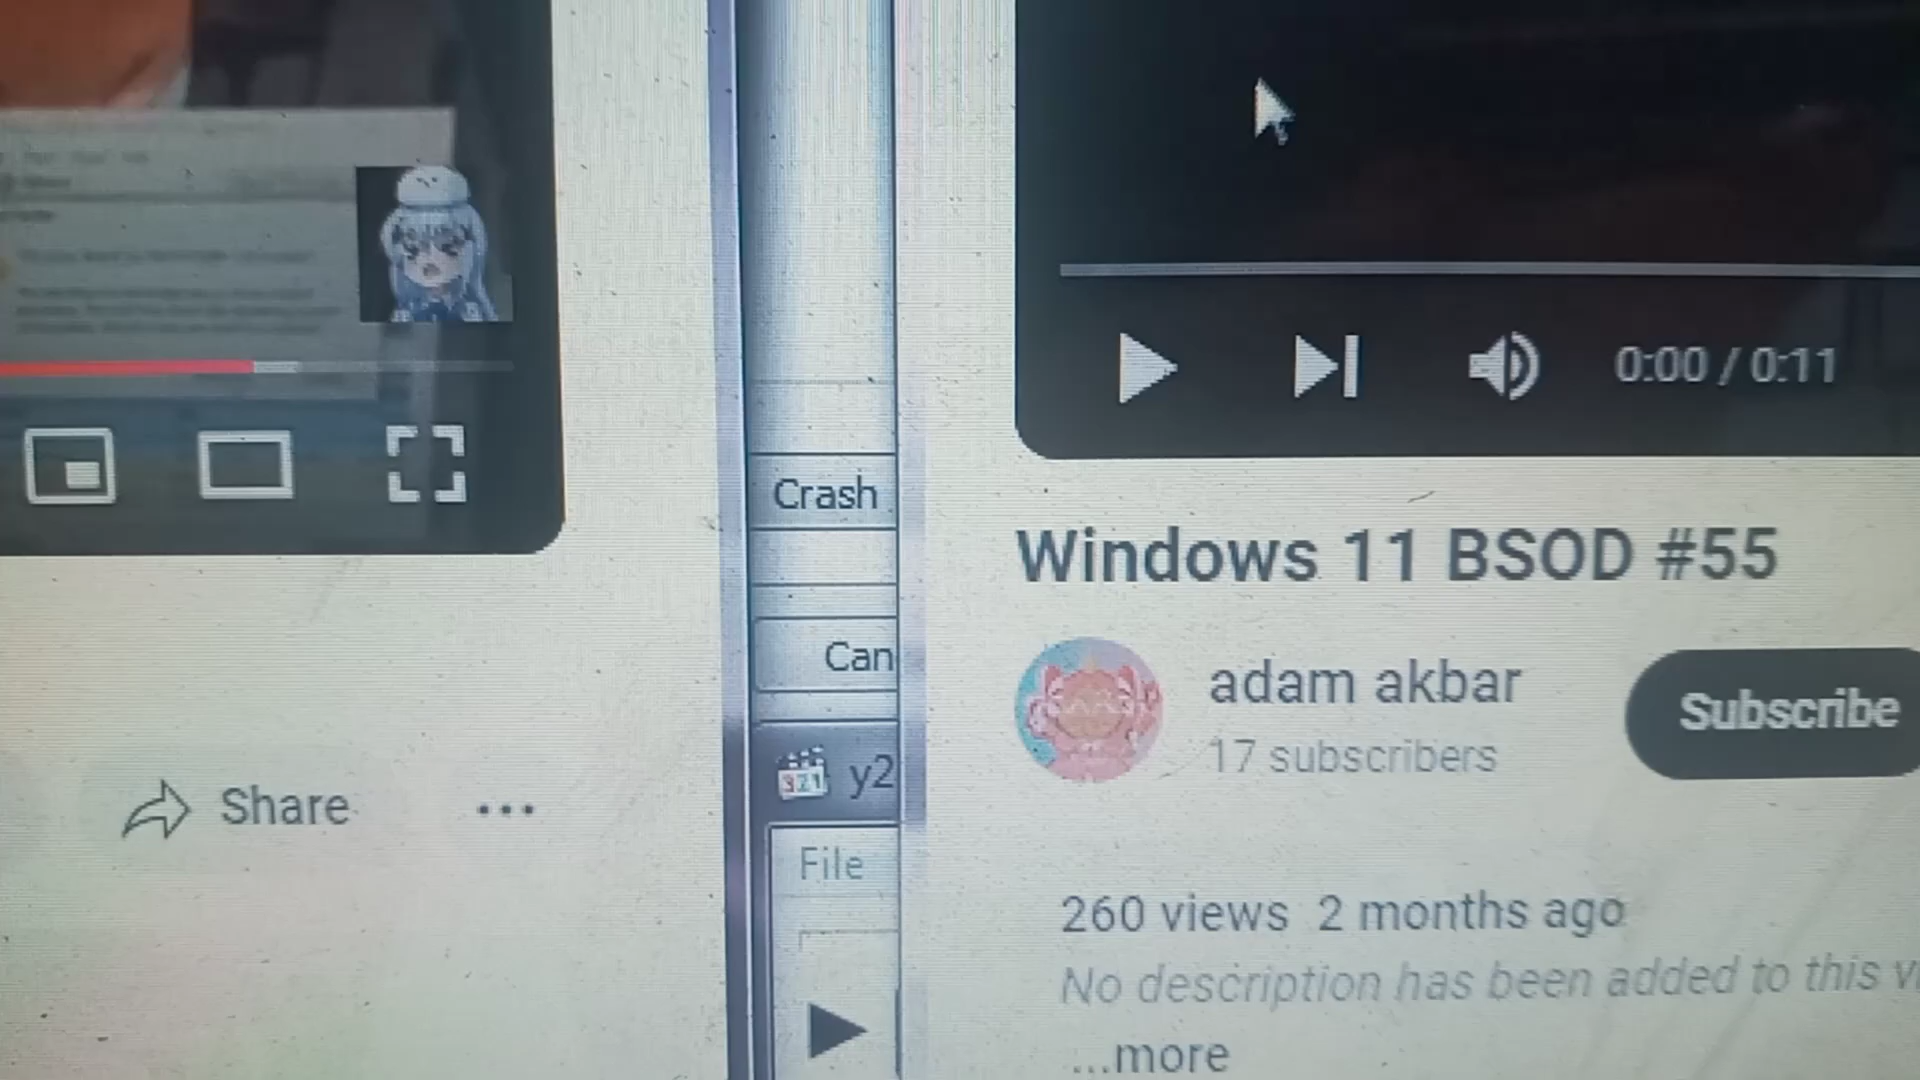 Share
Crash
Can
y2
File
0:00 / 0:11
Windows 11 BSOD #55
adam akbar
17 subscribers
Subscribe
260 views 2 months ago
No description has been added to this vi
...more